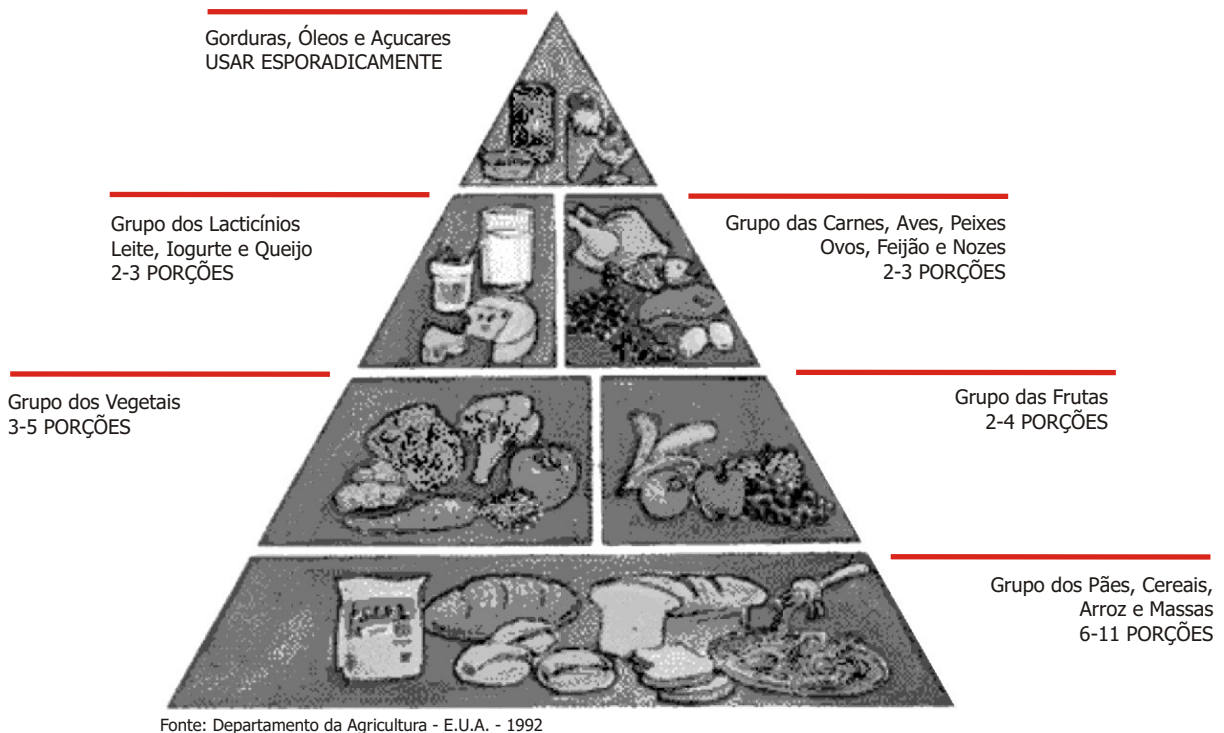 Gorduras, Óleos e Açucares
USAR ESPORADICAMENTE
Grupo dos Lacticínios
Leite, Iogurte e Queijo
2-3 PORÇÕES
Grupo das Carnes, Aves, Peixes
Ovos, Feijão e Nozes
2-3 PORÇÕES
Grupo dos Vegetais
3-5 PORÇÕES
Grupo das Frutas
2-4 PORÇÕES
Grupo dos Pães, Cereais,
Arroz e Massas
6-11 PORÇÕES
Fonte: Departamento da Agricultura - E.U.A. - 1992